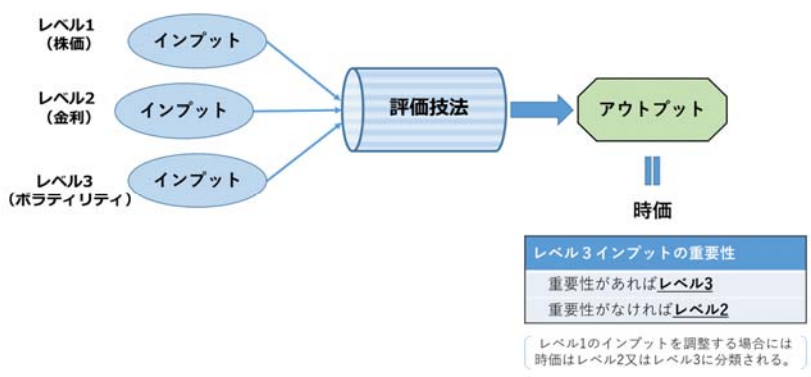 レベル1
(株価)
インプット
レベル2
(金利)
インプット
レベル3
(ボラティリティ)
インプット
評価技法
アウトプット
時価
レベル３インプットの重要性
重要性があればレベル3
重要性がなければレベル2
レベル1のインプットを調整する場合には
時価はレベル2又はレベル3に分類される。